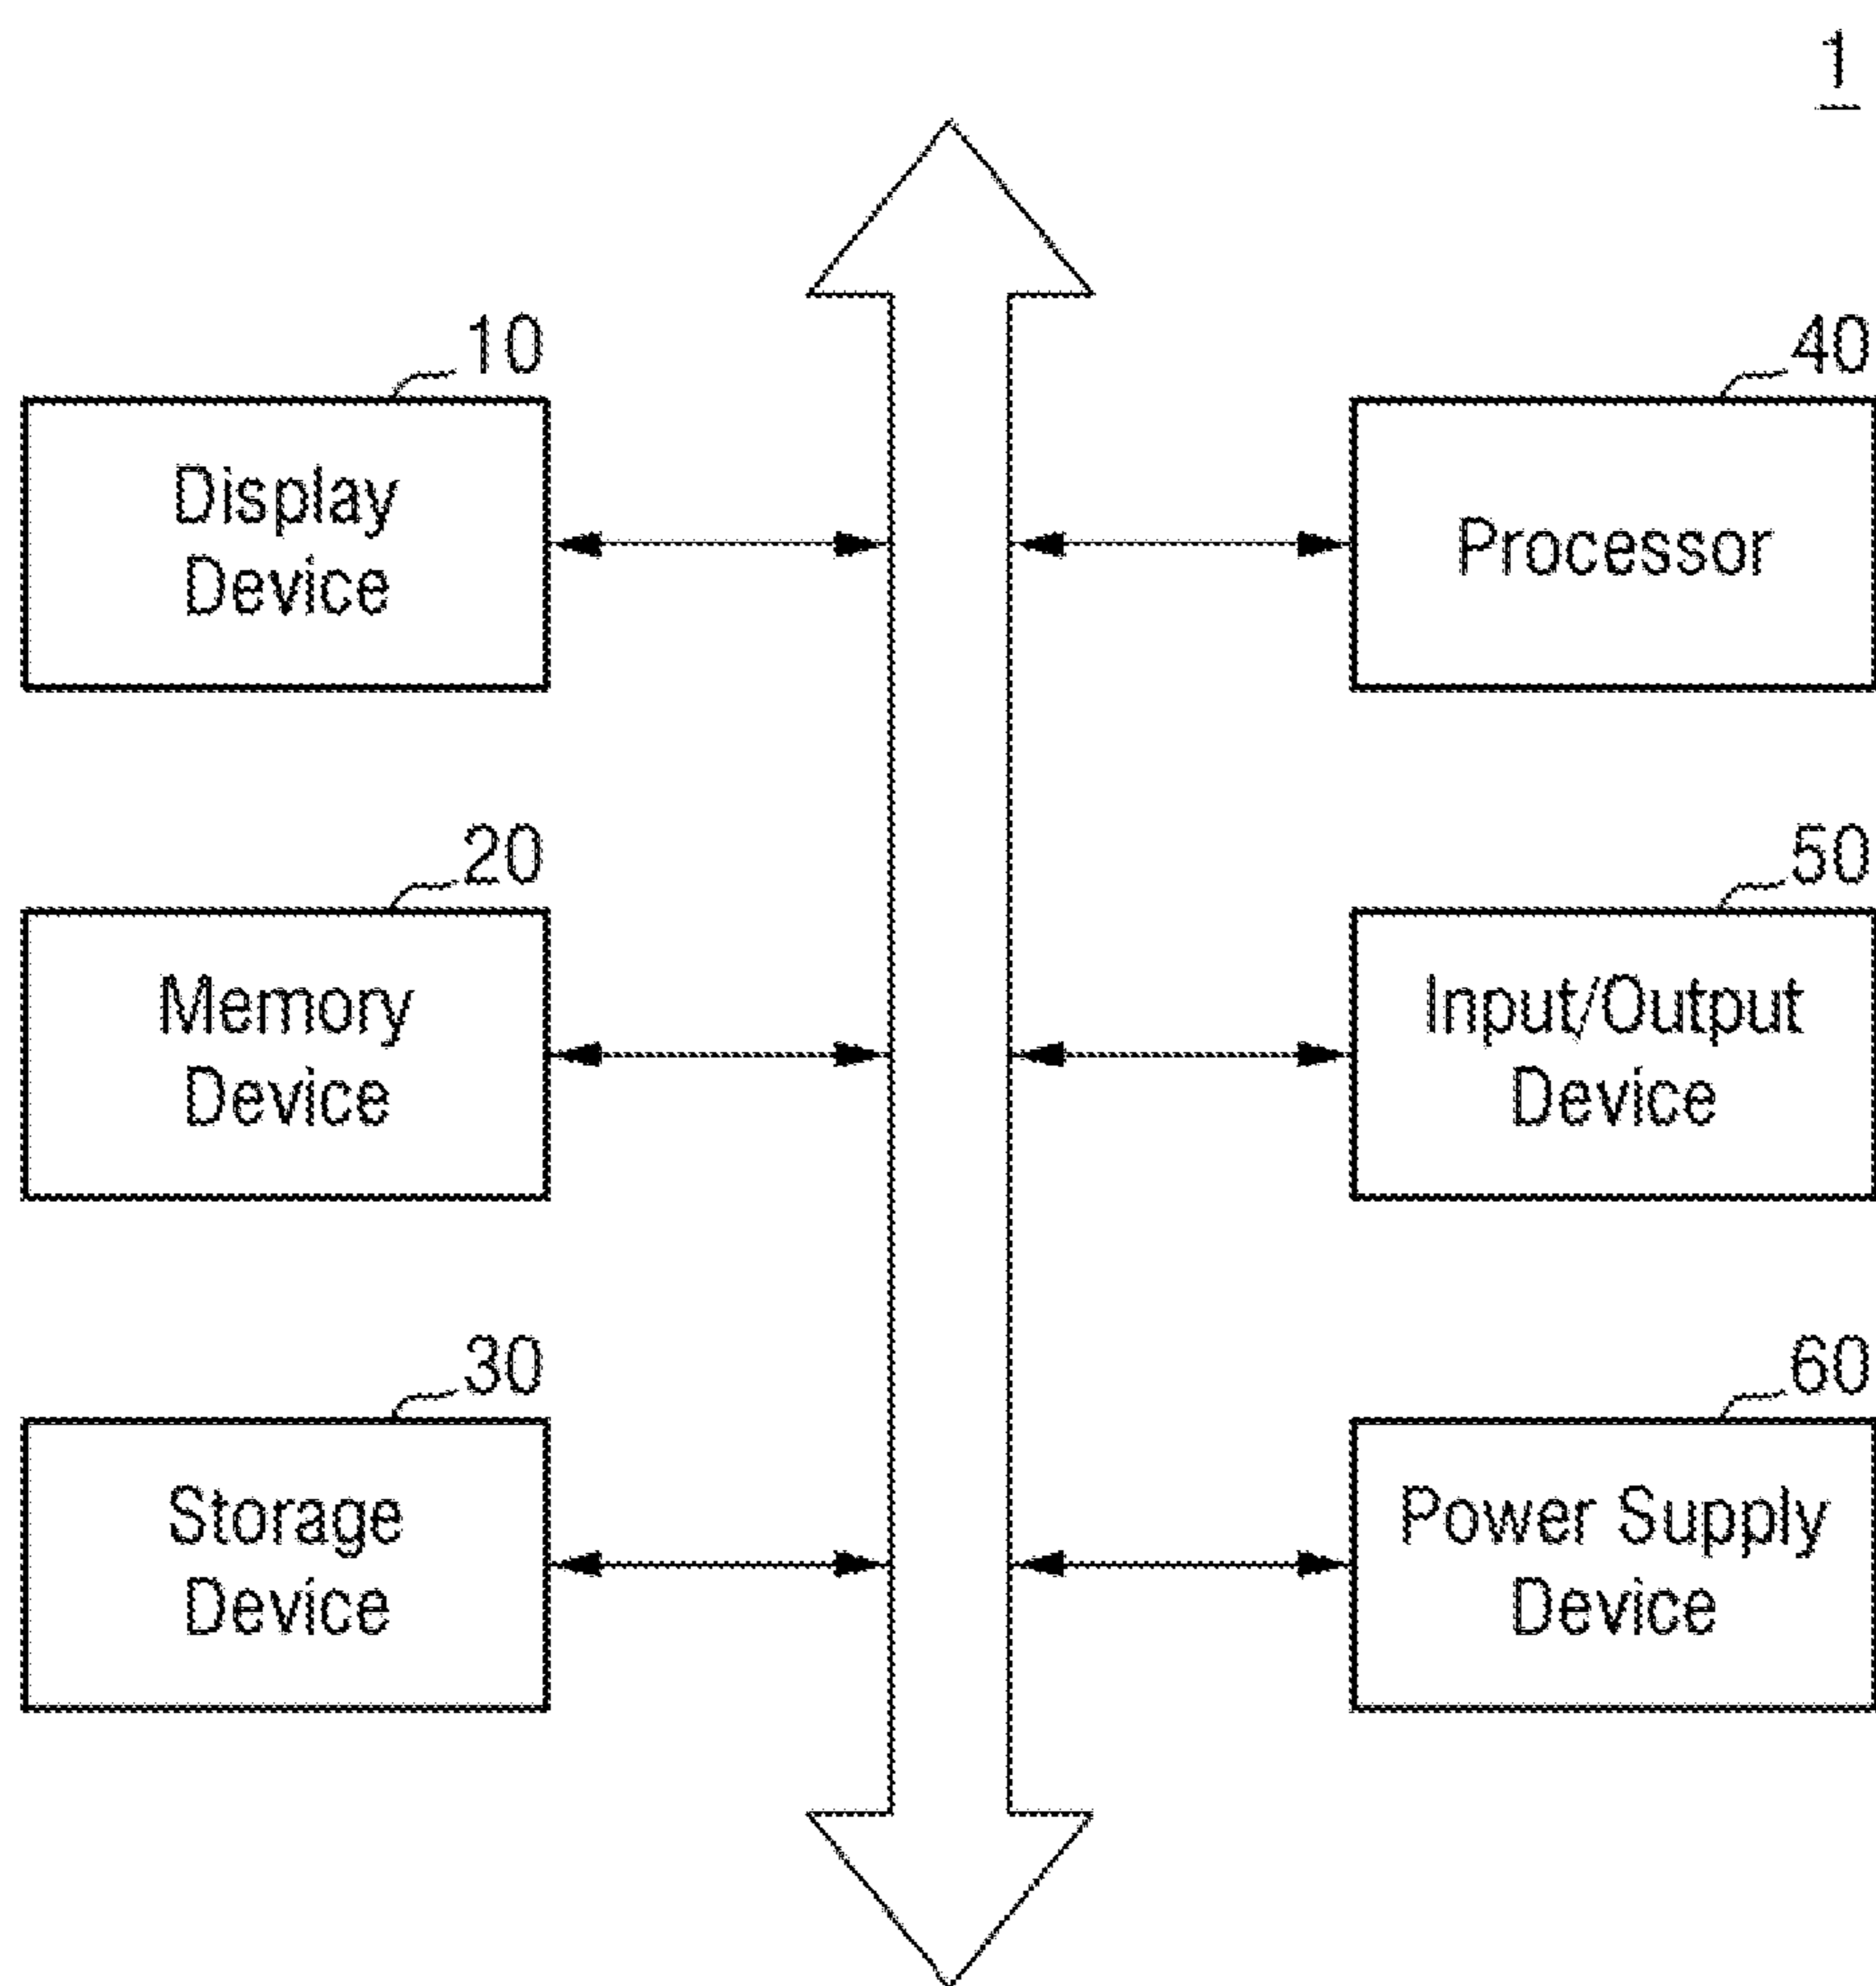 1
10
Display
Device
40
Processor
20
Memory
Device
50
Input/Output
Device
30
Storage
Device
60
Power Supply
Device